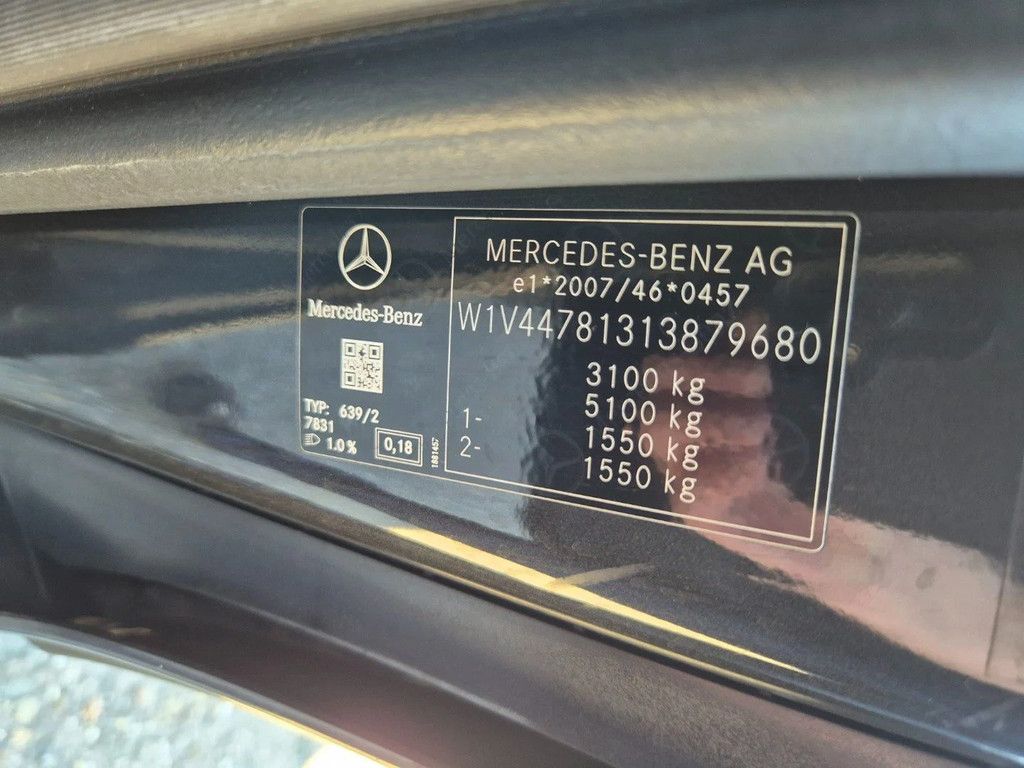 Mercedes-Benz
TYP: 639/2
7831
1.0 %
0,18
1881457
MERCEDES-BENZ AG
e1*2007/46*0457
W1V44781313879680
3100 kg
1- 5100 kg
2- 1550 kg
1550 kg